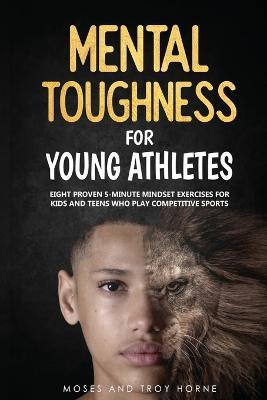 MENTAL
TOUGHNESS
FOR
YOUNG ATHLETES
EIGHT PROVEN 5-MINUTE MINDSET EXERCISES FOR
KIDS AND TEENS WHO PLAY COMPETITIVE SPORTS
MOSES AND TROY HORNE